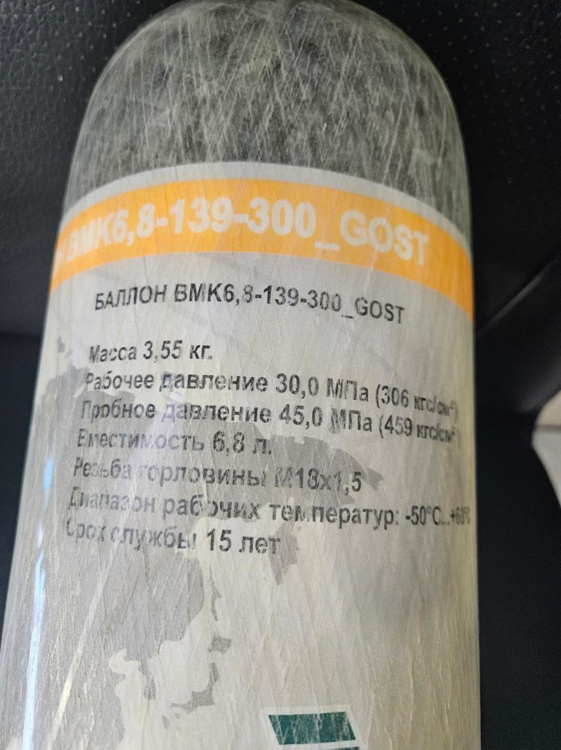 ВМК6,8-139-300_GOST
БАЛЛОН ВМК6,8-139-300_GOST
Масса 3,55 кг.
Рабочее давление 30,0 МПа (306 кгс/см²)
Пробное давление 45,0 МПа (459 кгс/см²)
Вместимость 6,8 л.
Резьба горловины М18х1,5
Диапазон рабочих температур: -50°С...+60°С
Срок службы 15 лет